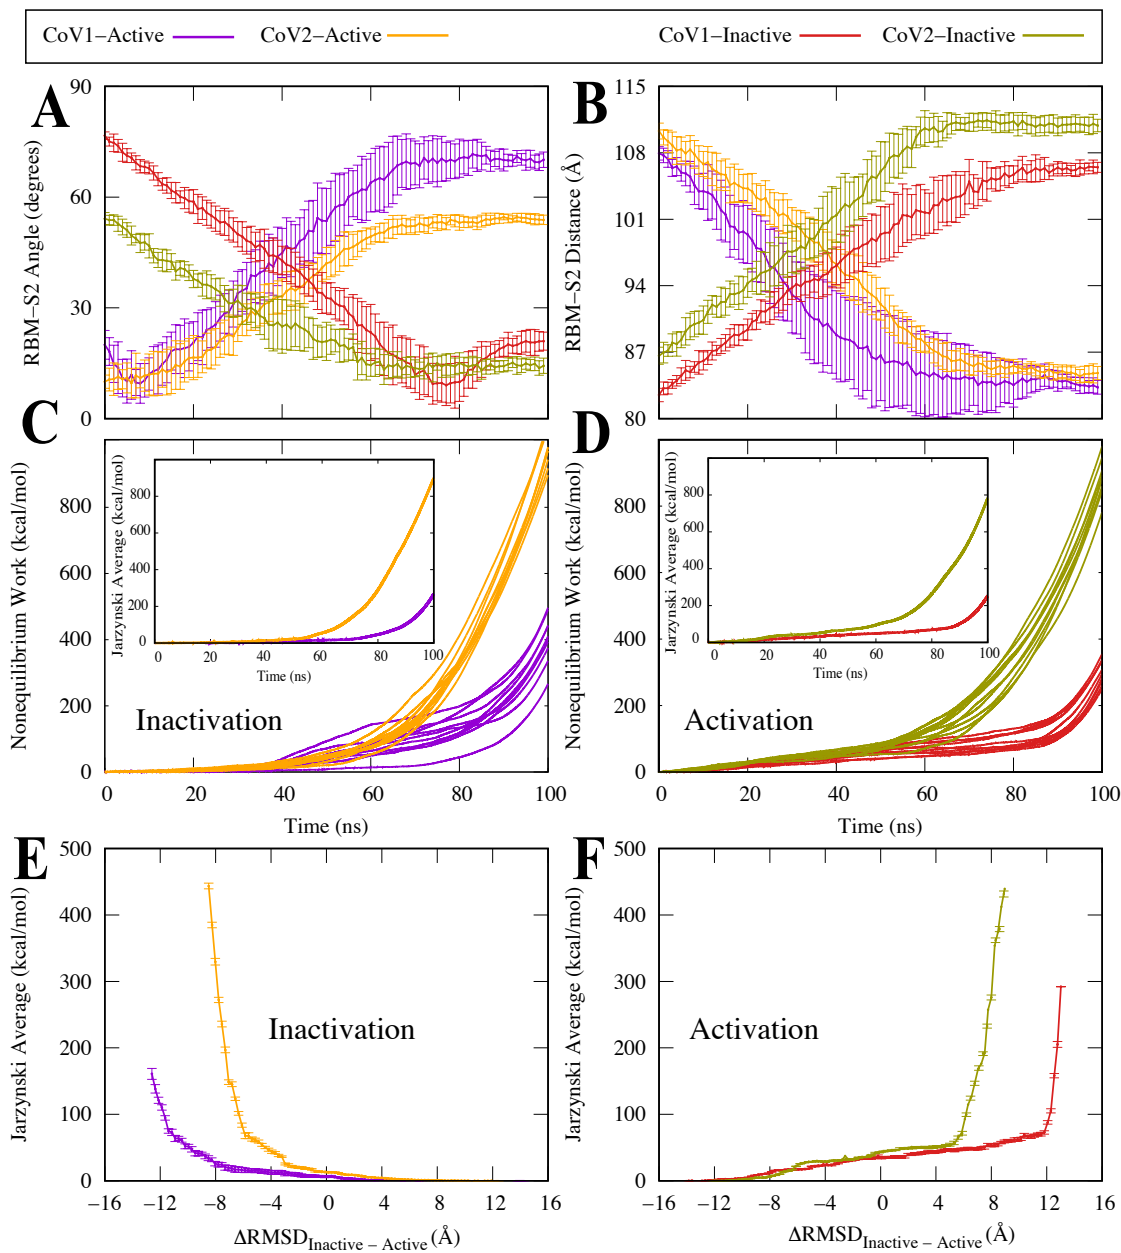 CoV1–Active CoV2–Active CoV1–Inactive CoV2–Inactive
A
RBM–S2 Angle (degrees)
90
60
30
0
B
RBM–S2 Distance (Å)
115
108
101
94
87
80
C
Nonequilibrium Work (kcal/mol)
800
600
400
200
0
0 20 40 60 80 100
Time (ns)
Inactivation
Jarzynski Average (kcal/mol)
800
600
400
200
0
0 20 40 60 80 100
Time (ns)
D
Nonequilibrium Work (kcal/mol)
800
600
400
200
0
0 20 40 60 80 100
Time (ns)
Activation
Jarzynski Average (kcal/mol)
800
600
400
200
0
0 20 40 60 80 100
Time (ns)
E
Jarzynski Average (kcal/mol)
500
400
300
200
100
0
−16 −12 −8 −4 0 4 8 12 16
ΔRMSD Inactive – Active (Å)
Inactivation
F
Jarzynski Average (kcal/mol)
500
400
300
200
100
0
−16 −12 −8 −4 0 4 8 12 16
ΔRMSD Inactive – Active (Å)
Activation